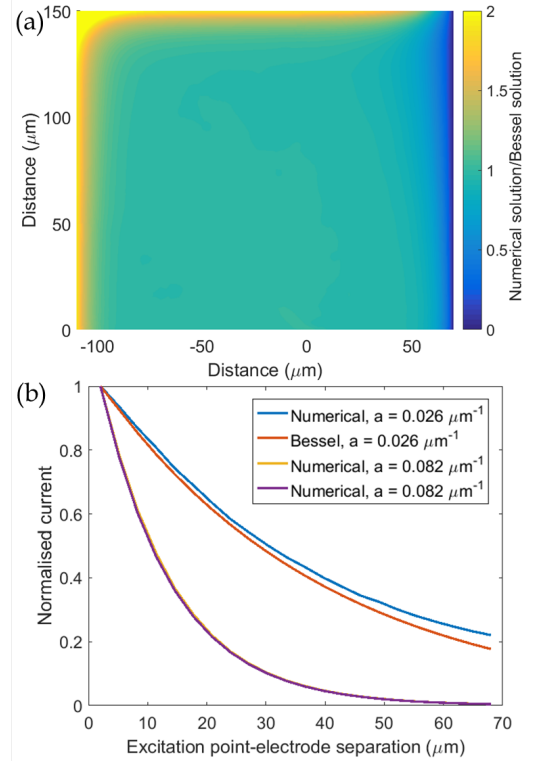 (a)
150
100
50
0
Distance (μm)
-100
-50
0
50
Distance (μm)
2
1.5
1
0.5
0
Numerical solution/Bessel solution
(b)
1
0.8
0.6
0.4
0.2
0
Normalised current
Numerical, a = 0.026 μm-1
Bessel, a = 0.026 μm-1
Numerical, a = 0.082 μm-1
Numerical, a = 0.082 μm-1
0
10
20
30
40
50
60
70
Excitation point-electrode separation (μm)